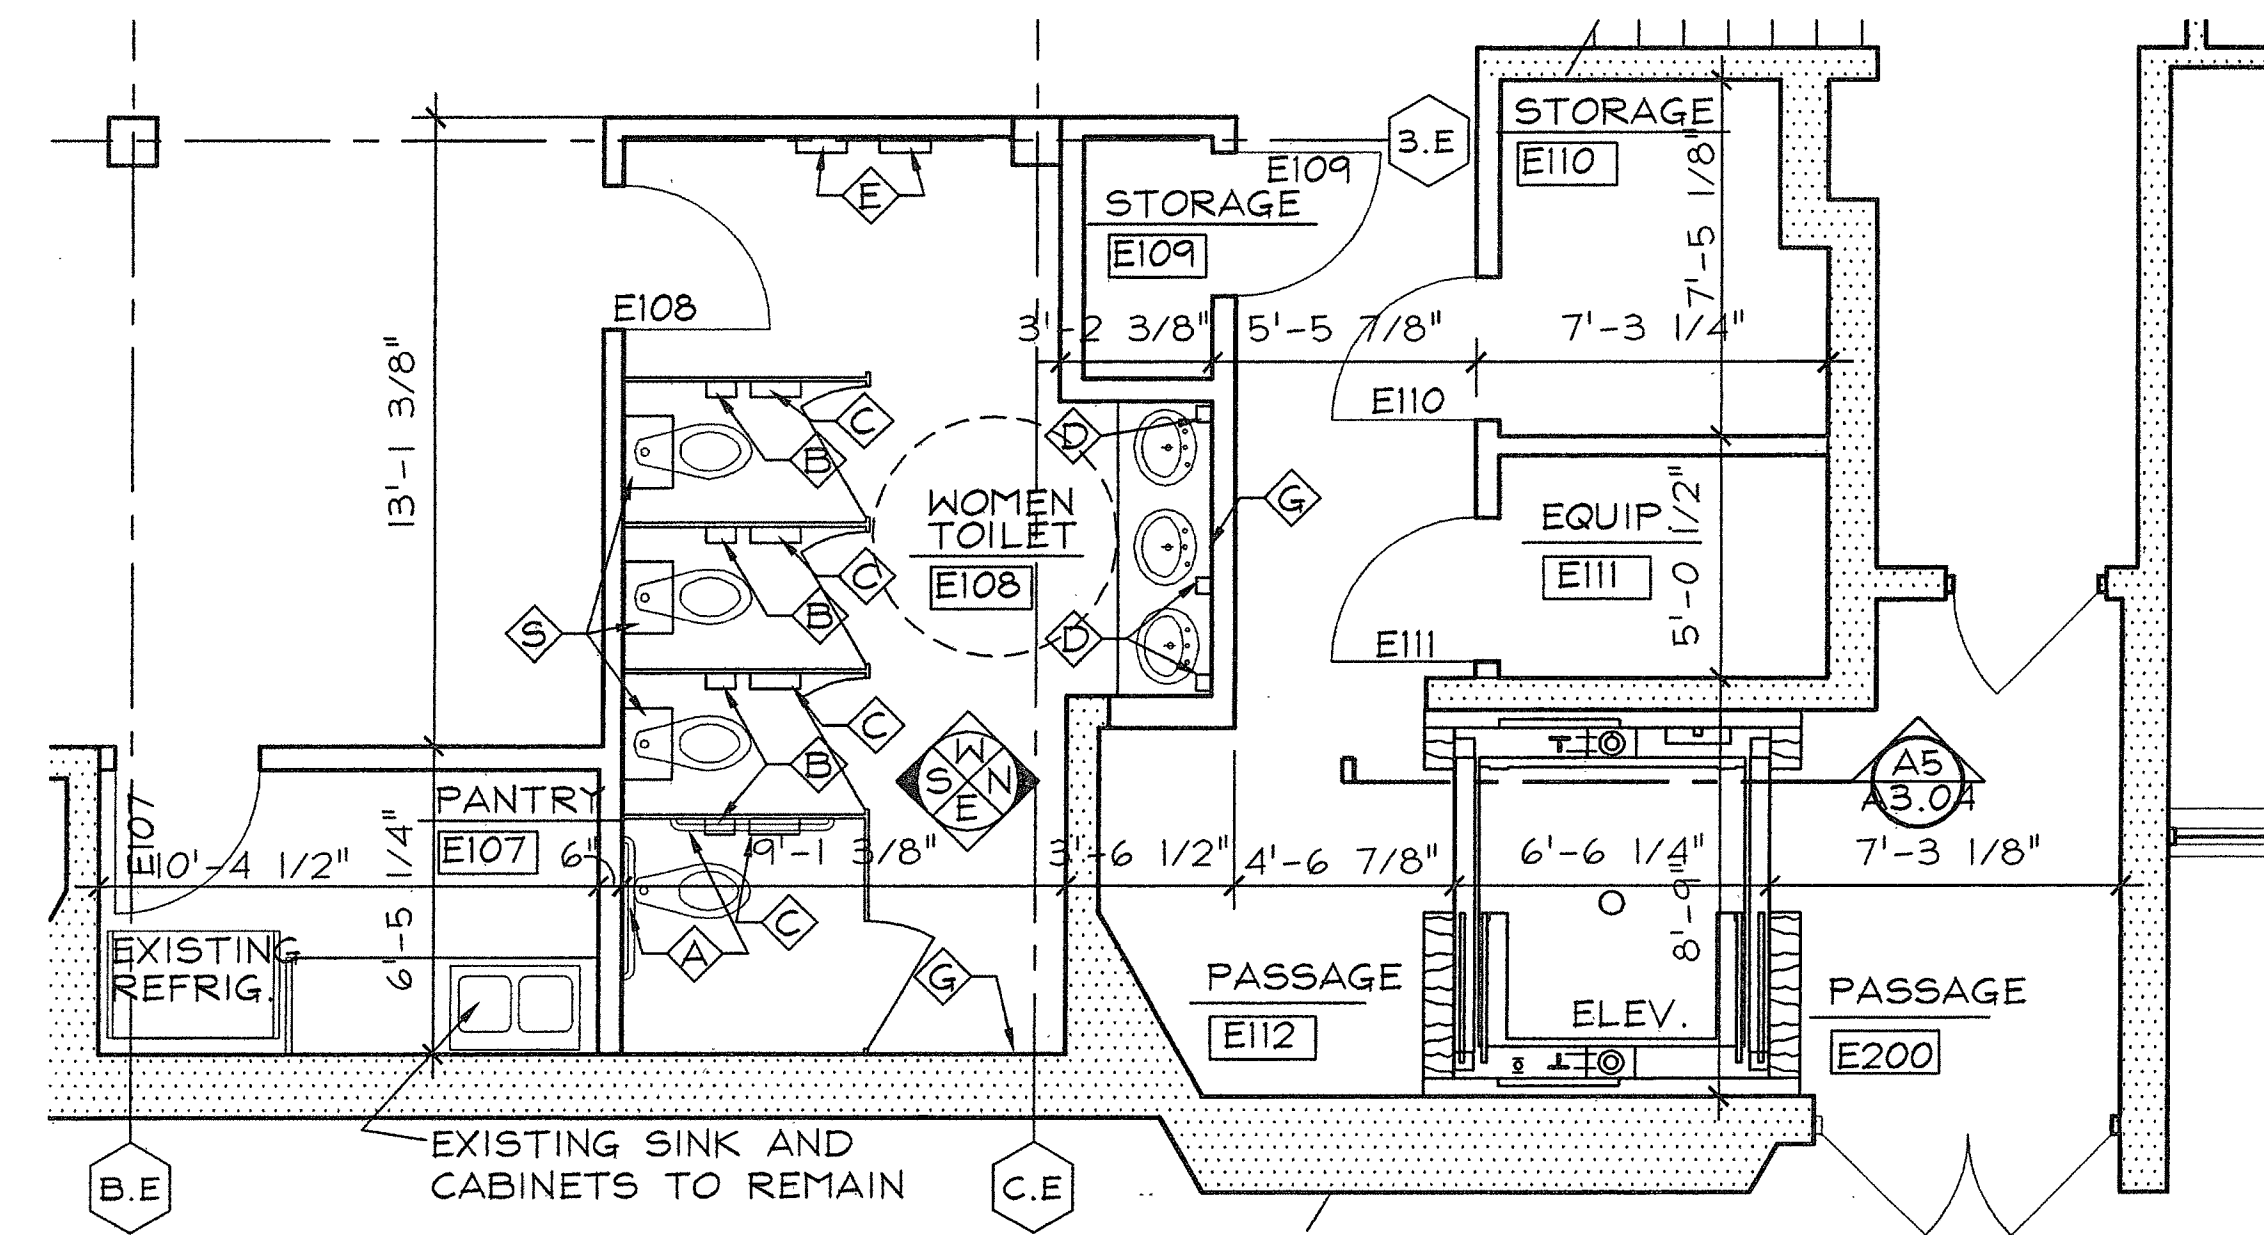 3.E
STORAGE
E110
E
E109
STORAGE
E109
7'-5 1/8"
E108
3'-2 3/8"
5'-5 7/8"
7'-3 1/4"
13'-1 3/8"
E110
C
D
B
WOMEN
TOILET
E108
G
EQUIP.
E111
5'-0 1/2"
C
B
S
D
E111
C
B
W
S
N
E
A5
A3.04
E107
PANTRY
E107
10'-4 1/2"
6"
9'-1 3/8"
3'-6 1/2"
4'-6 7/8"
6'-6 1/4"
7'-3 1/8"
6'-5 1/4"
8'-9"
C
A
G
EXISTING
REFRIG.
PASSAGE
E112
ELEV.
PASSAGE
E200
EXISTING SINK AND
CABINETS TO REMAIN
B.E
C.E